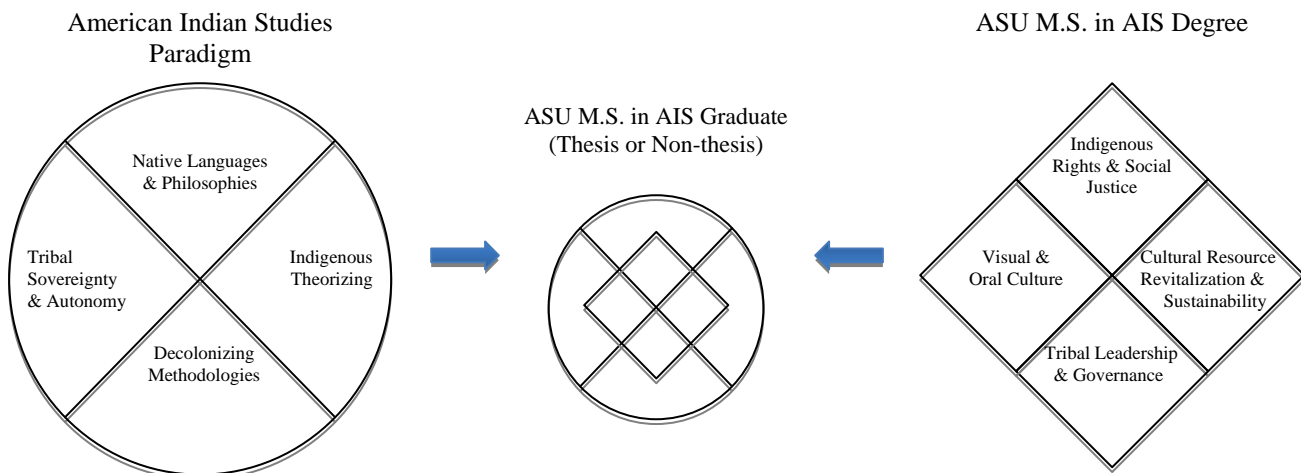 American Indian Studies
Paradigm
Native Languages
& Philosophies
Tribal
Sovereignty
& Autonomy
Indigenous
Theorizing
Decolonizing
Methodologies
ASU M.S. in AIS Graduate
(Thesis or Non-thesis)
ASU M.S. in AIS Degree
Indigenous
Rights & Social
Justice
Visual &
Oral Culture
Cultural Resource
Revitalization &
Sustainability
Tribal Leadership
& Governance